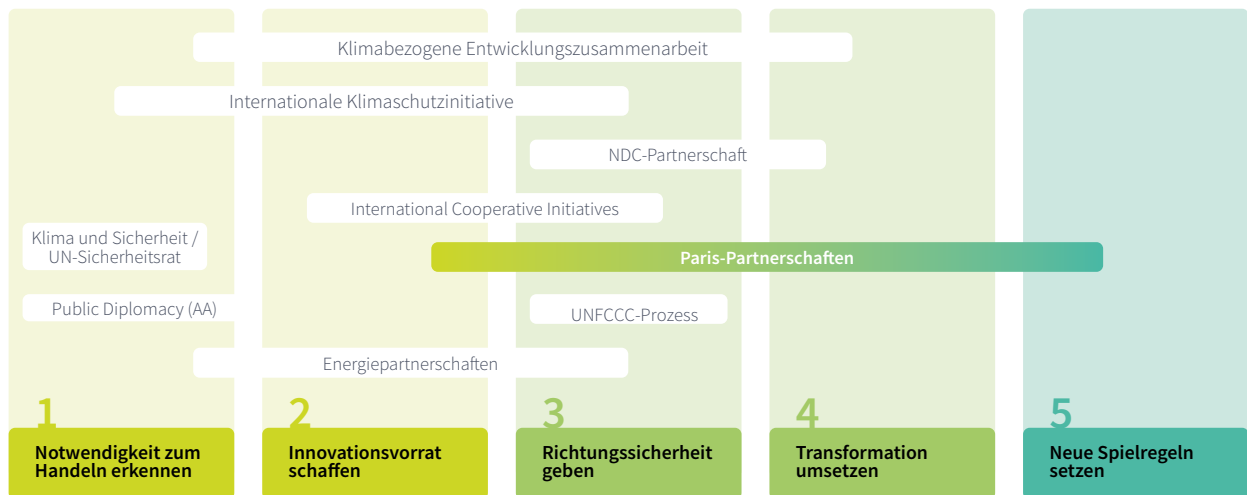 Klimabezogene Entwicklungszusammenarbeit
Internationale Klimaschutzinitiative
NDC-Partnerschaft
International Cooperative Initiatives
Klima und Sicherheit /
UN-Sicherheitsrat
Paris-Partnerschaften
Public Diplomacy (AA)
UNFCCC-Prozess
Energiepartnerschaften
1
Notwendigkeit zum
Handeln erkennen
2
Innovationsvorrat
schaffen
3
Richtungssicherheit
geben
4
Transformation
umsetzen
5
Neue Spielregeln
setzen